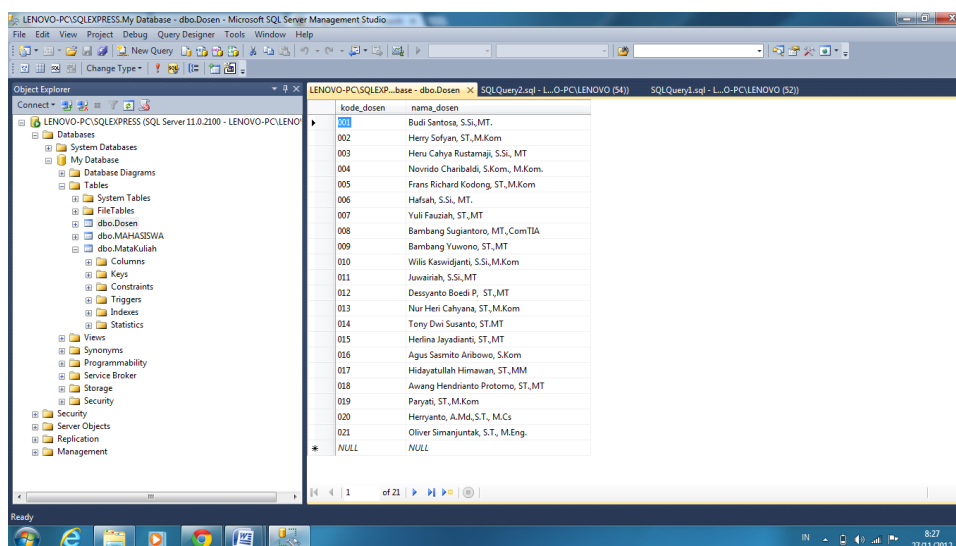 LENOVO-PC\SQLEXPRESS.My Database - dbo.Dosen - Microsoft SQL Server Management Studio
File Edit View Project Debug Query Designer Tools Window Help
New Query
Change Type
Object Explorer
LENOVO-PC\SQLEXP...base - dbo.Dosen
SQLQuery2.sql - L...O-PC\LENOVO (54))
SQLQuery1.sql - L...O-PC\LENOVO (52))
Connect
LENOVO-PC\SQLEXPRESS (SQL Server 11.0.2100 - LENOVO-PC\LENO
Databases
System Databases
My Database
Database Diagrams
Tables
System Tables
FileTables
dbo.Dosen
dbo.MAHASISWA
dbo.MataKuliah
Columns
Keys
Constraints
Triggers
Indexes
Statistics
Views
Synonyms
Programmability
Service Broker
Storage
Security
Security
Server Objects
Replication
Management
kode_dosen nama_dosen
001 Budi Santosa, S.Si.,MT.
002 Herry Sofyan, ST.,M.Kom
003 Heru Cahya Rustamaji, S.Si., MT
004 Novrido Charibaldi, S.Kom., M.Kom.
005 Frans Richard Kodong, ST.,M.Kom
006 Hafsah, S.Si., MT.
007 Yuli Fauziah, ST.,MT
008 Bambang Sugiantoro, MT.,ComTIA
009 Bambang Yuwono, ST.,MT
010 Wilis Kaswidjanti, S.Si.,M.Kom
011 Juwairiah, S.Si.,MT
012 Dessyanto Boedi P, ST.,MT
013 Nur Heri Cahyana, ST.,M.Kom
014 Tony Dwi Susanto, ST.MT
015 Herlina Jayadianti, ST.,MT
016 Agus Sasmito Aribowo, S.Kom
017 Hidayatullah Himawan, ST.,MM
018 Awang Hendrianto Protomo, ST.,MT
019 Paryati, ST.,M.Kom
020 Herryanto, A.Md.,S.T., M.Cs
021 Oliver Simanjuntak, S.T., M.Eng.
NULL NULL
1 of 21
Ready
IN
8:27
27/11/2012